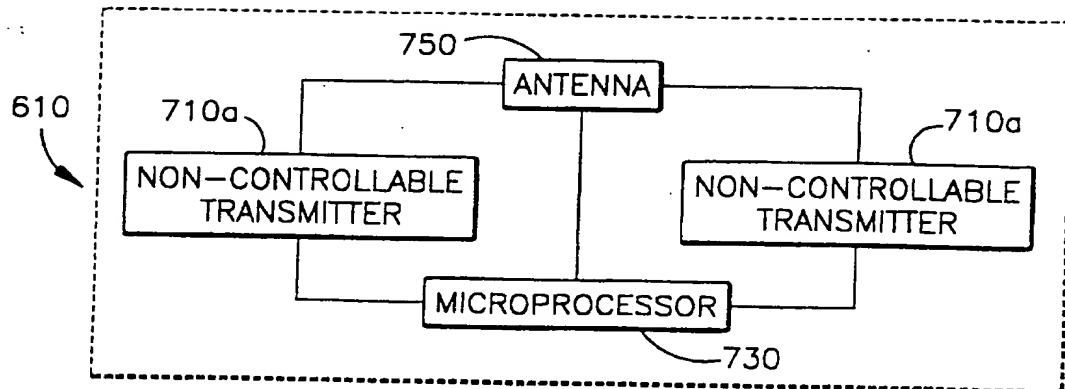 750
ANTENNA
610
710a
710a
NON-CONTROLLABLE
TRANSMITTER
NON-CONTROLLABLE
TRANSMITTER
MICROPROCESSOR
730